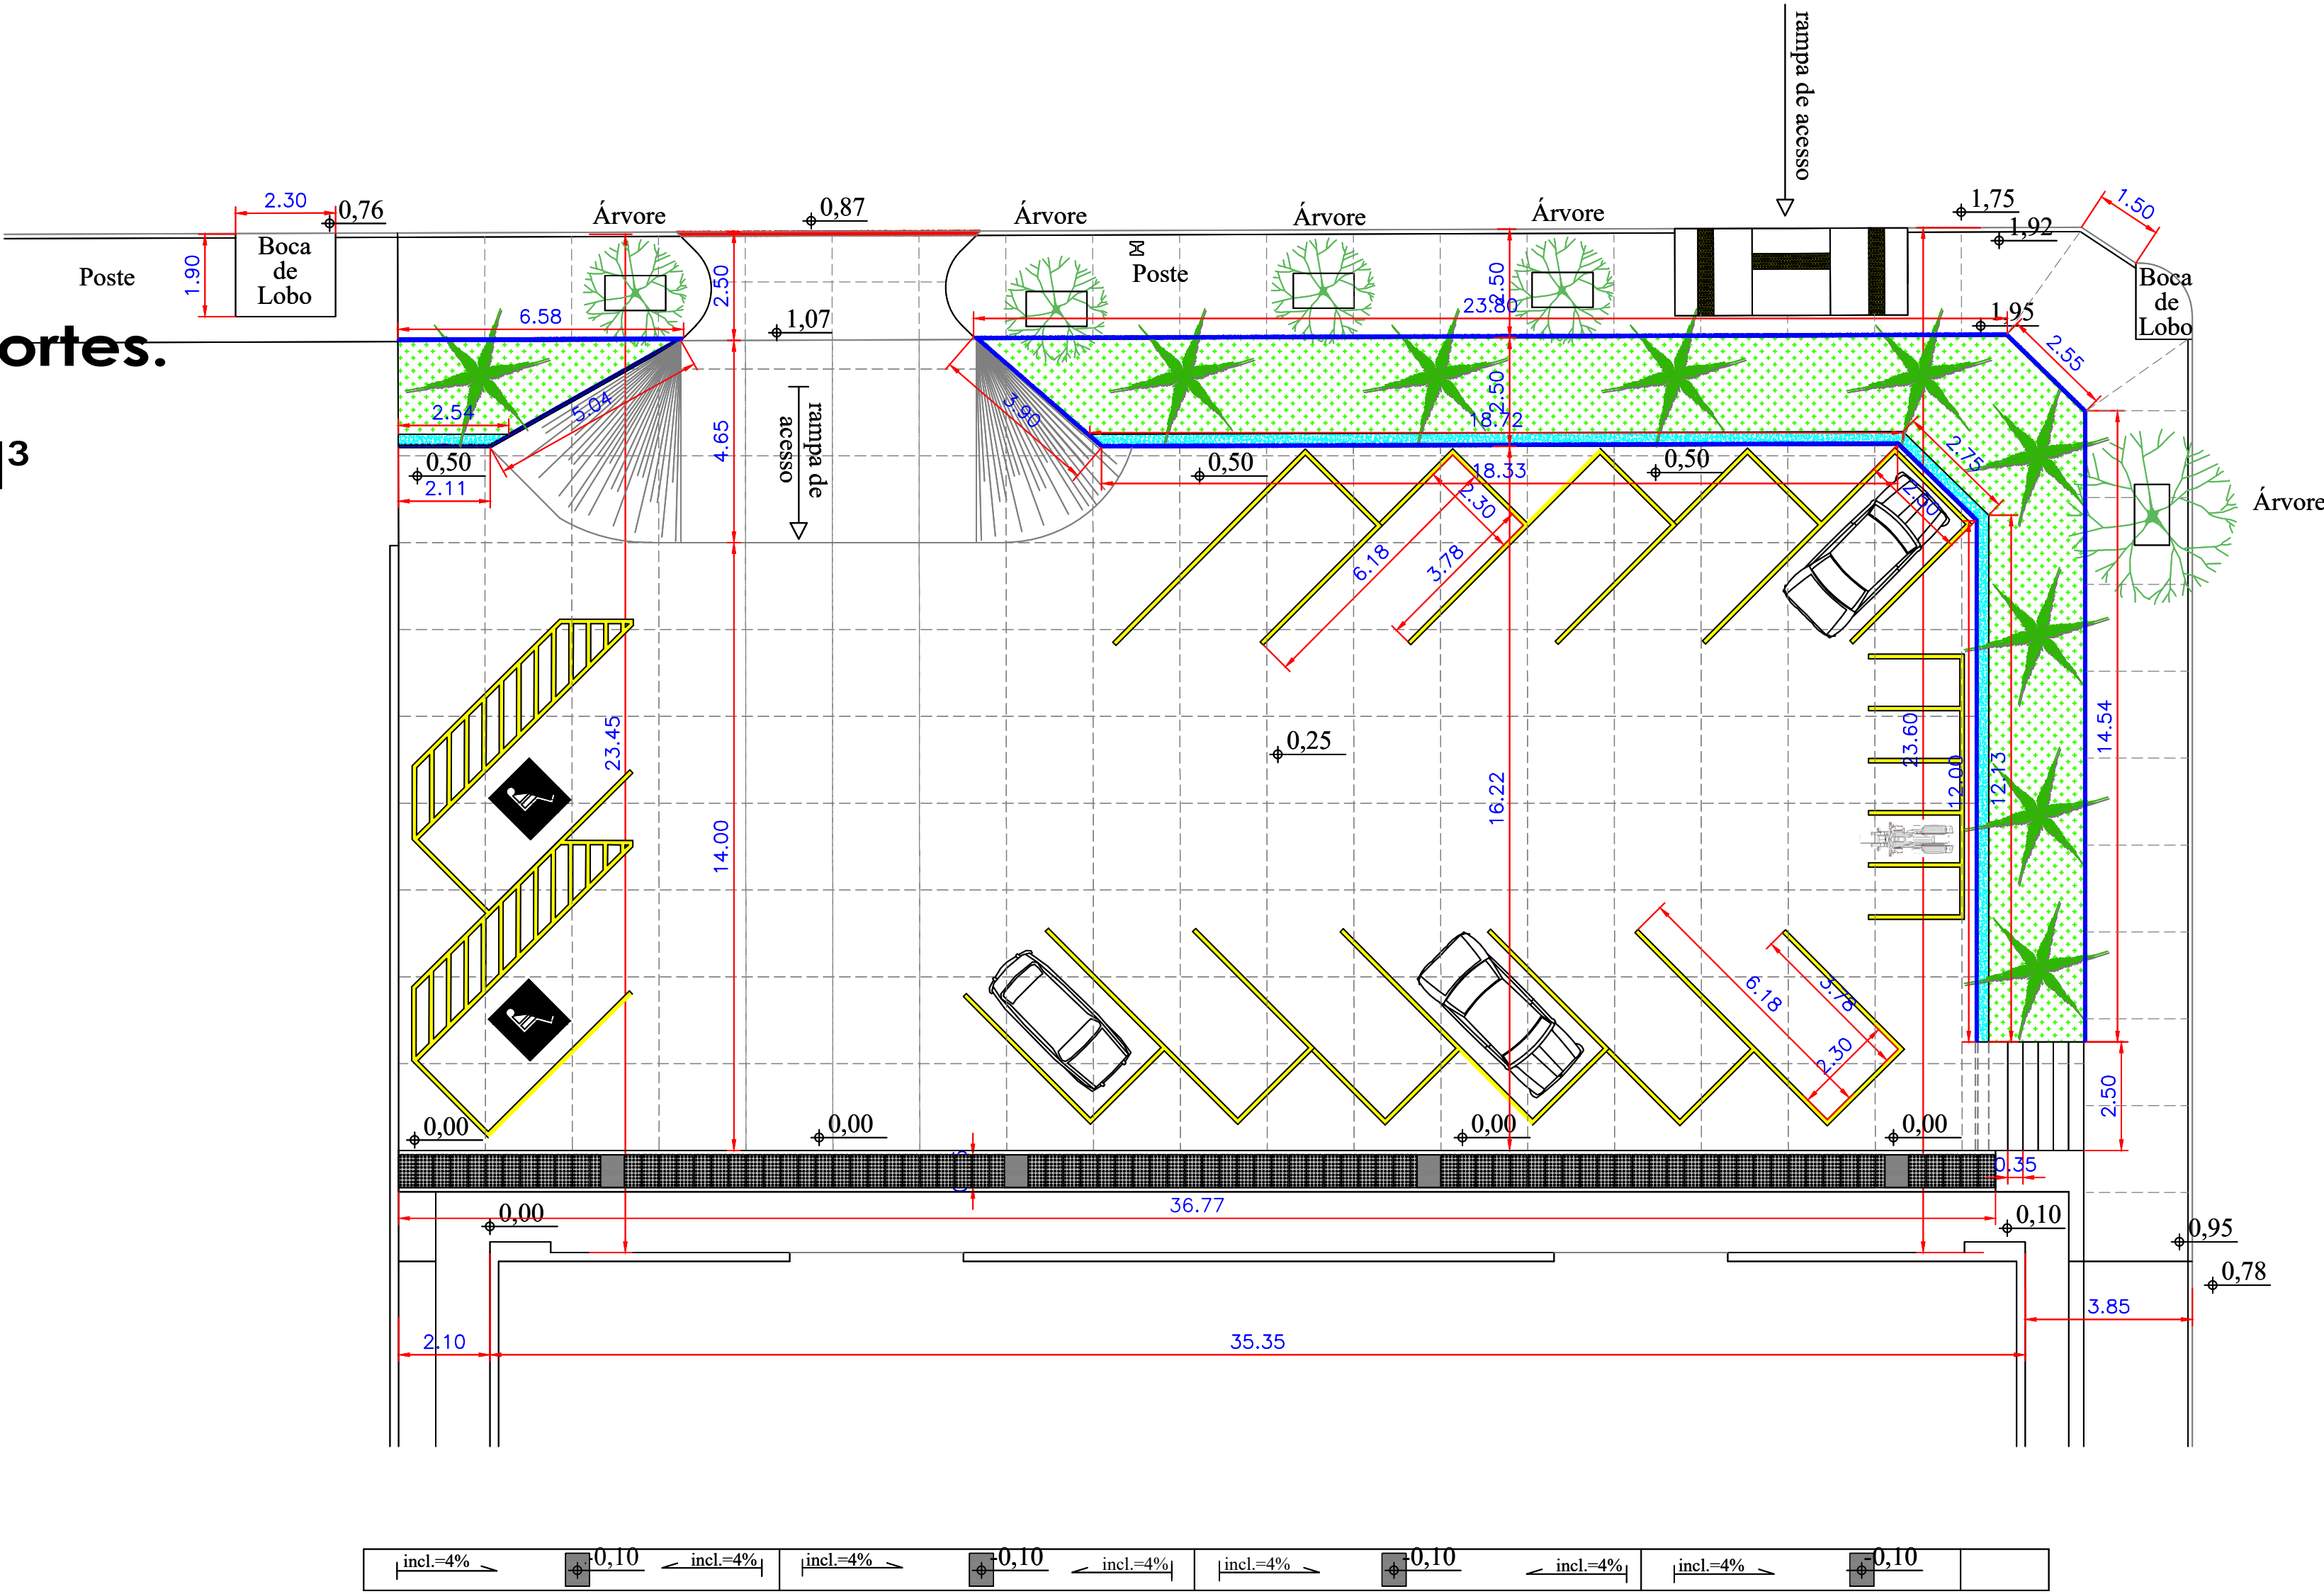 rampa de acesso
1,75
1.50
2.30
0,76
Árvore
0,87
Árvore
Árvore
Árvore
1,92
Poste
1.90
Boca
de
Lobo
2.50
Poste
2.50
23.80
Boca
de
Lobo
6.58
1,07
1,95
ortes.
2.55
2.54
5.04
3.90
2.50
18.72
3
0,50
4.65
rampa de
acesso
0,50
0,50
18.33
2.75
2.11
2.30
Árvore
6.18
3.78
23.45
0,25
23.60
14.54
12.00
12.13
16.22
14.00
6.18
3.78
2.30
2.50
0,00
0,00
0,00
0,00
0.35
36.77
0,00
0,10
0,95
0,78
3.85
2.10
35.35
incl.=4%
-0,10
incl.=4%
incl.=4%
-0,10
incl.=4%
incl.=4%
-0,10
incl.=4%
incl.=4%
-0,10